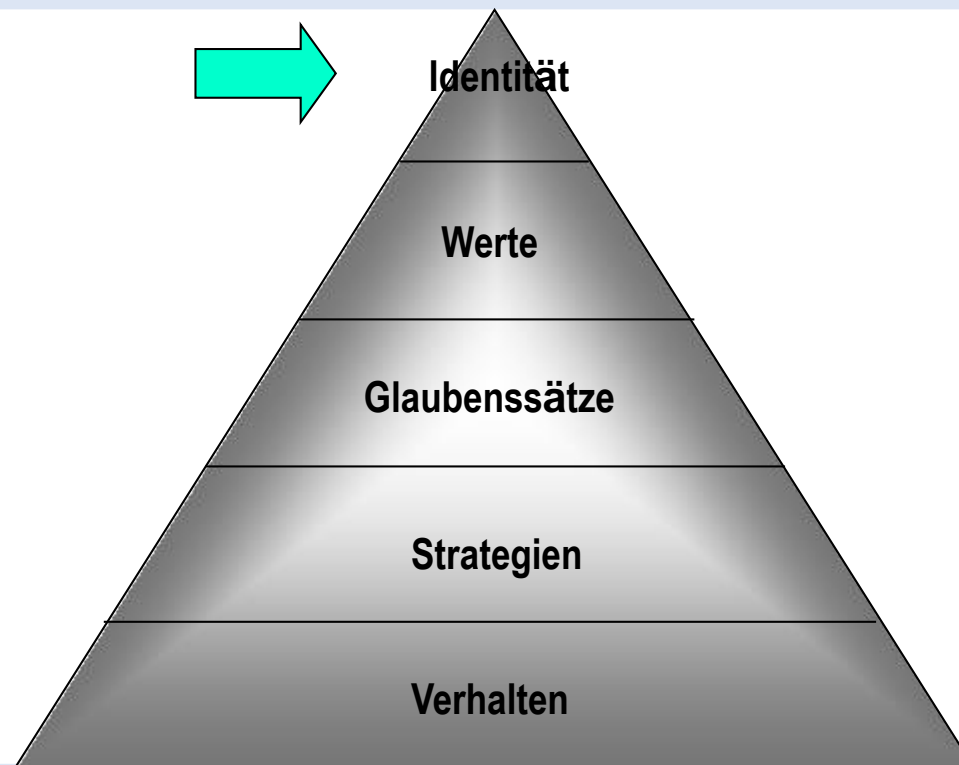 Identität
Werte
Glaubenssätze
Strategien
Verhalten